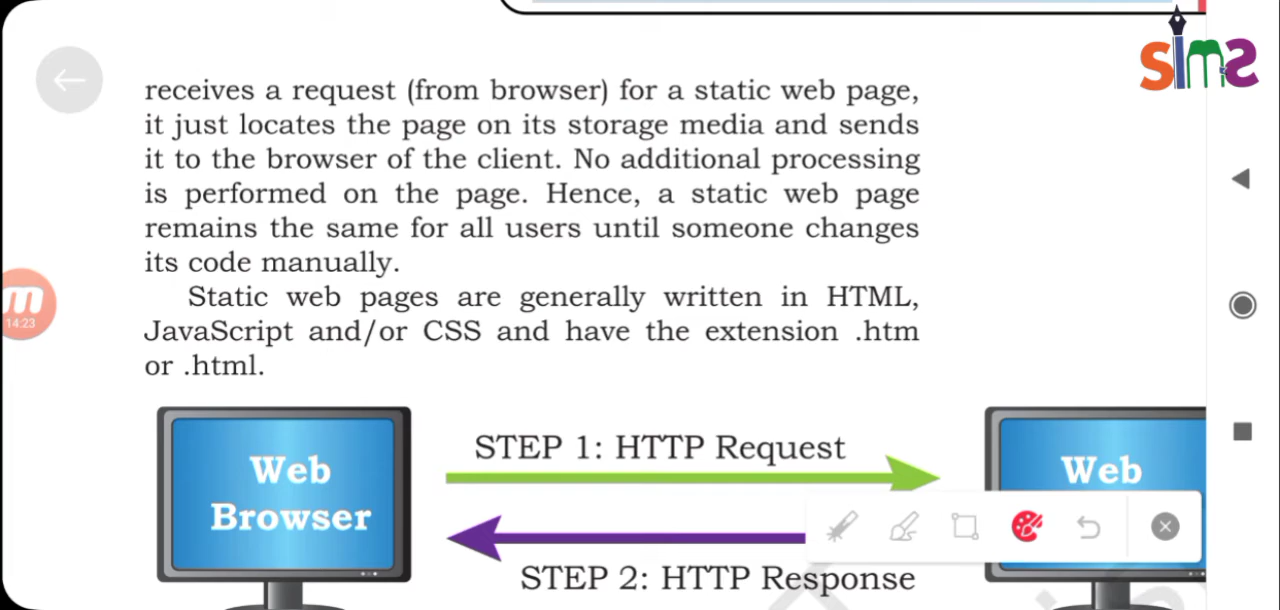 sims
receives a request (from browser) for a static web page,
it just locates the page on its storage media and sends
it to the browser of the client. No additional processing
is performed on the page. Hence, a static web page
remains the same for all users until someone changes
its code manually.
Static web pages are generally written in HTML,
JavaScript and/or CSS and have the extension .htm
or .html.
14:23
STEP 1: HTTP Request
Web
Browser
Web
STEP 2: HTTP Response